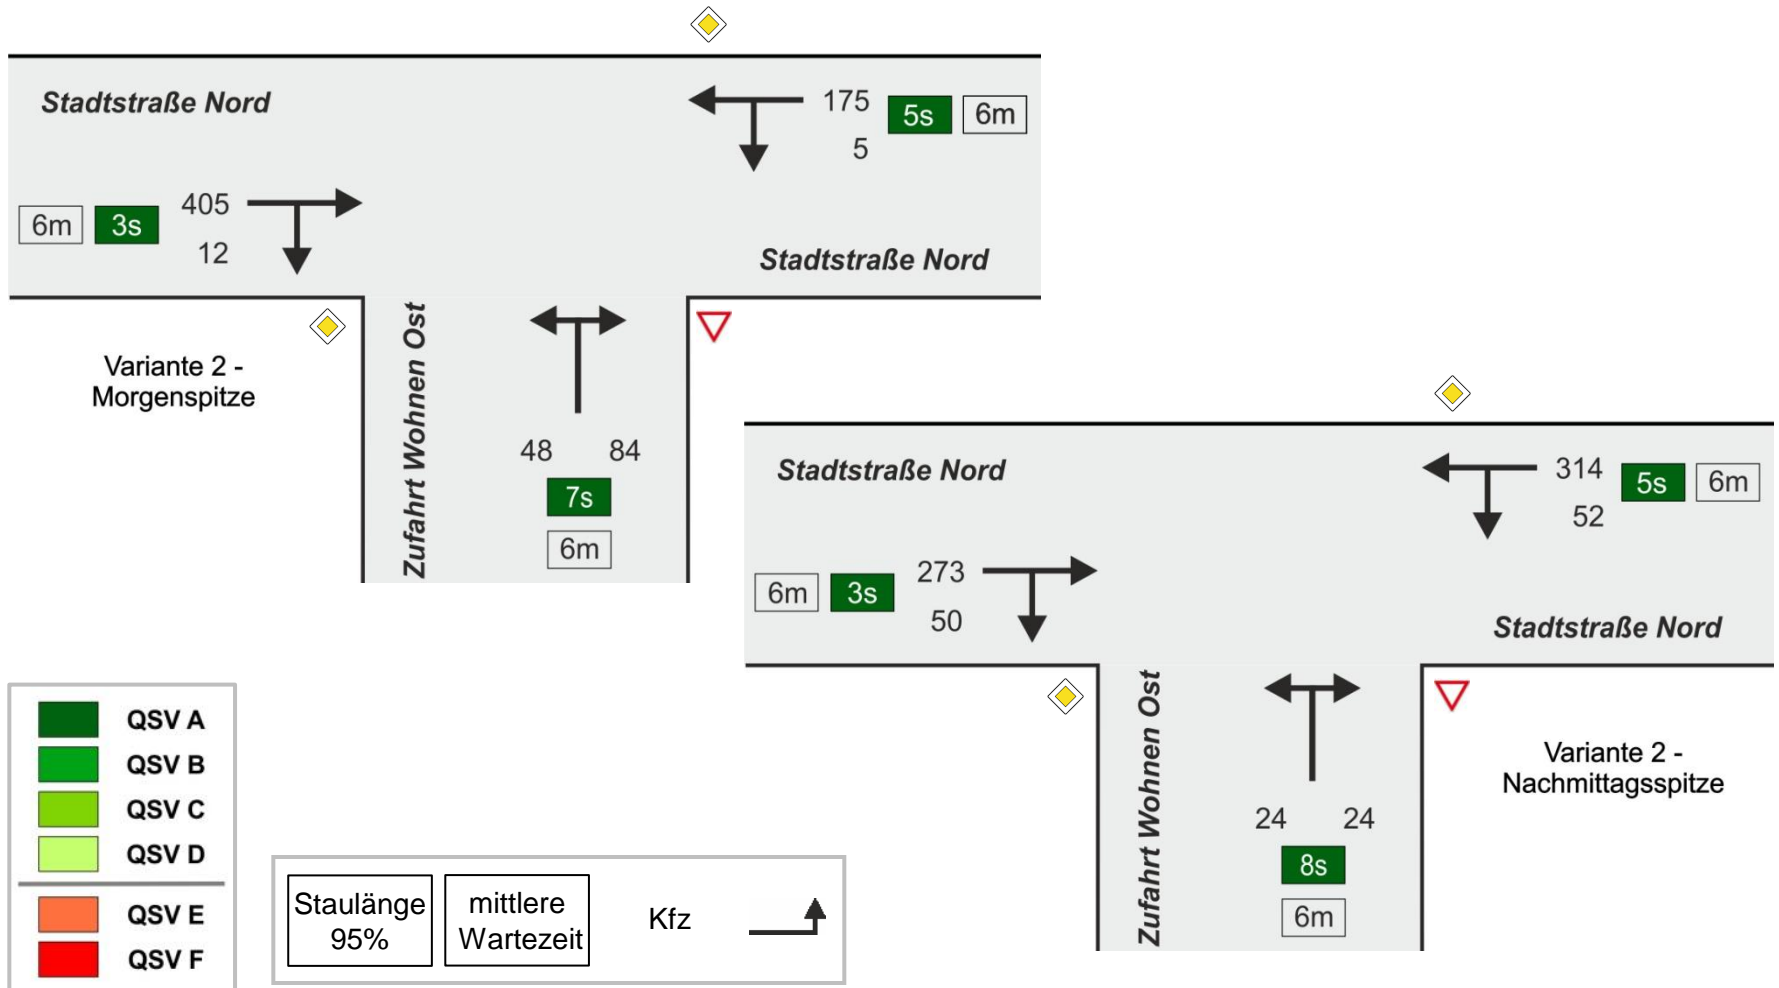 Stadtstraße Nord
175
5s
6m
5
405
6m
3s
12
Stadtstraße Nord
Zufahrt Wohnen Ost
Variante 2 -
Morgenspitze
48
84
7s
6m
Stadtstraße Nord
314
5s
6m
52
273
6m
3s
50
Stadtstraße Nord
Zufahrt Wohnen Ost
Variante 2 -
Nachmittagsspitze
24
24
8s
6m
QSV A
QSV B
QSV C
QSV D
QSV E
QSV F
Staulänge
95%
mittlere
Wartezeit
Kfz